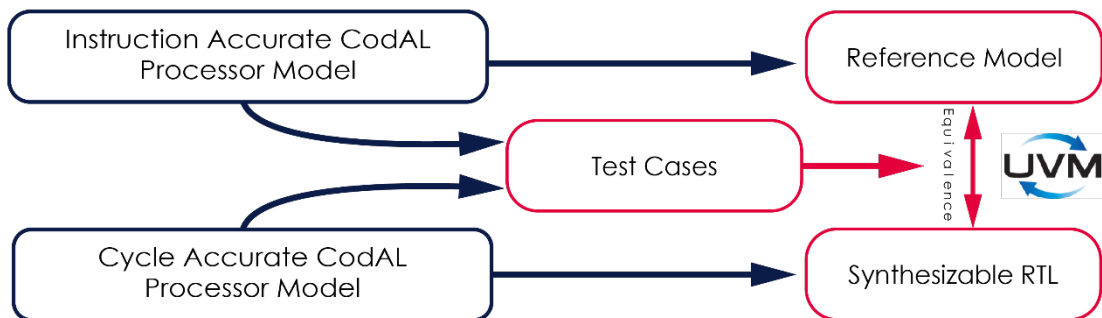 Instruction Accurate CodAL
Processor Model
Reference Model
Equivalence
UVM
Test Cases
Cycle Accurate CodAL
Processor Model
Synthesizable RTL